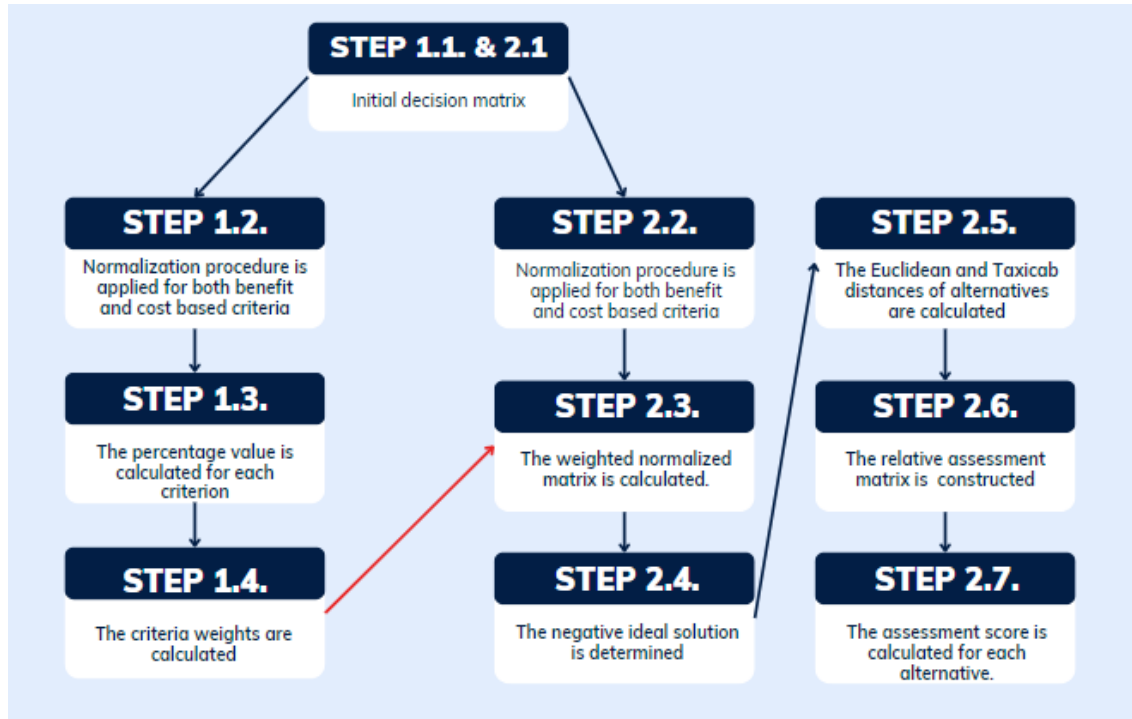 STEP 1.1. & 2.1
Initial decision matrix
STEP 1.2.
Normalization procedure is
applied for both benefit
and cost based criteria
STEP 1.3.
The percentage value is
calculated for each
criterion
STEP 1.4.
The criteria weights are
calculated
STEP 2.2.
Normalization procedure is
applied for both benefit
and cost based criteria
STEP 2.3.
The weighted normalized
matrix is calculated.
STEP 2.4.
The negative ideal solution
is determined
STEP 2.5.
The Euclidean and Taxicab
distances of alternatives
are calculated
STEP 2.6.
The relative assessment
matrix is constructed
STEP 2.7.
The assessment score is
calculated for each
alternative.